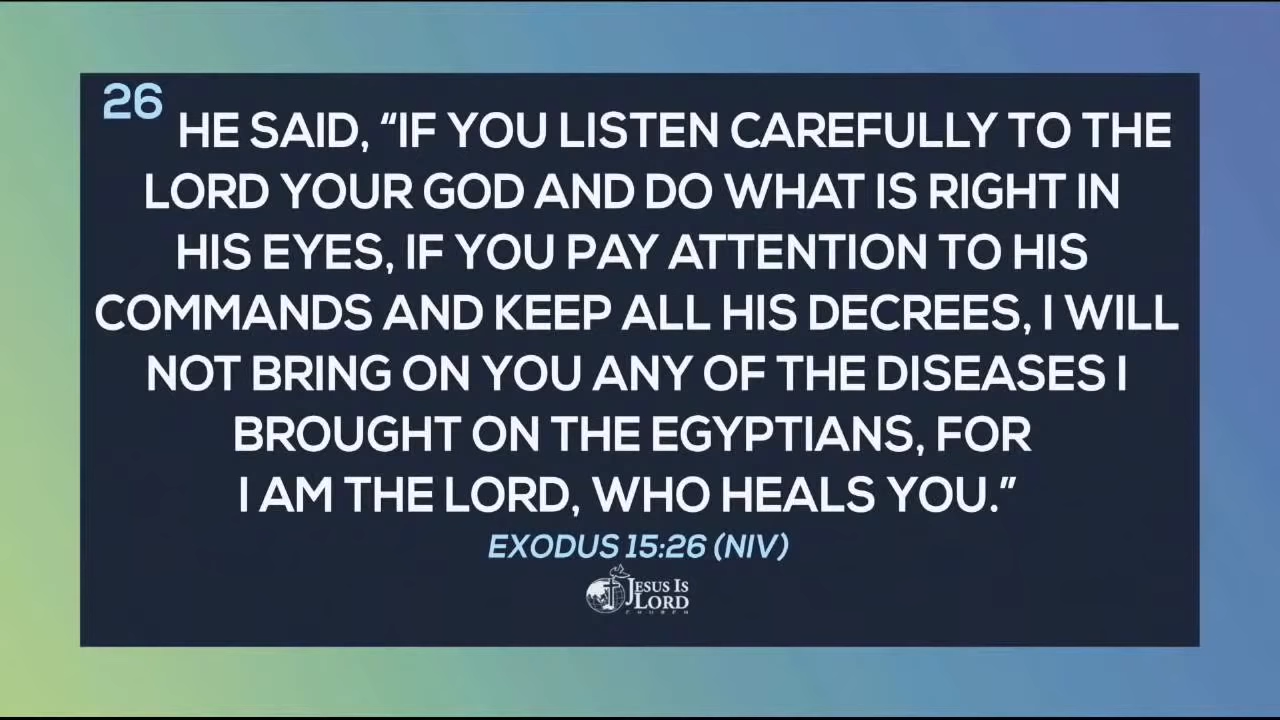 26
HE SAID, “IF YOU LISTEN CAREFULLY TO THE
LORD YOUR GOD AND DO WHAT IS RIGHT IN
HIS EYES, IF YOU PAY ATTENTION TO HIS
COMMANDS AND KEEP ALL HIS DECREES, I WILL
NOT BRING ON YOU ANY OF THE DISEASES I
BROUGHT ON THE EGYPTIANS, FOR
I AM THE LORD, WHO HEALS YOU.”
EXODUS 15:26 (NIV)
JESUS IS
LORD
CHURCH